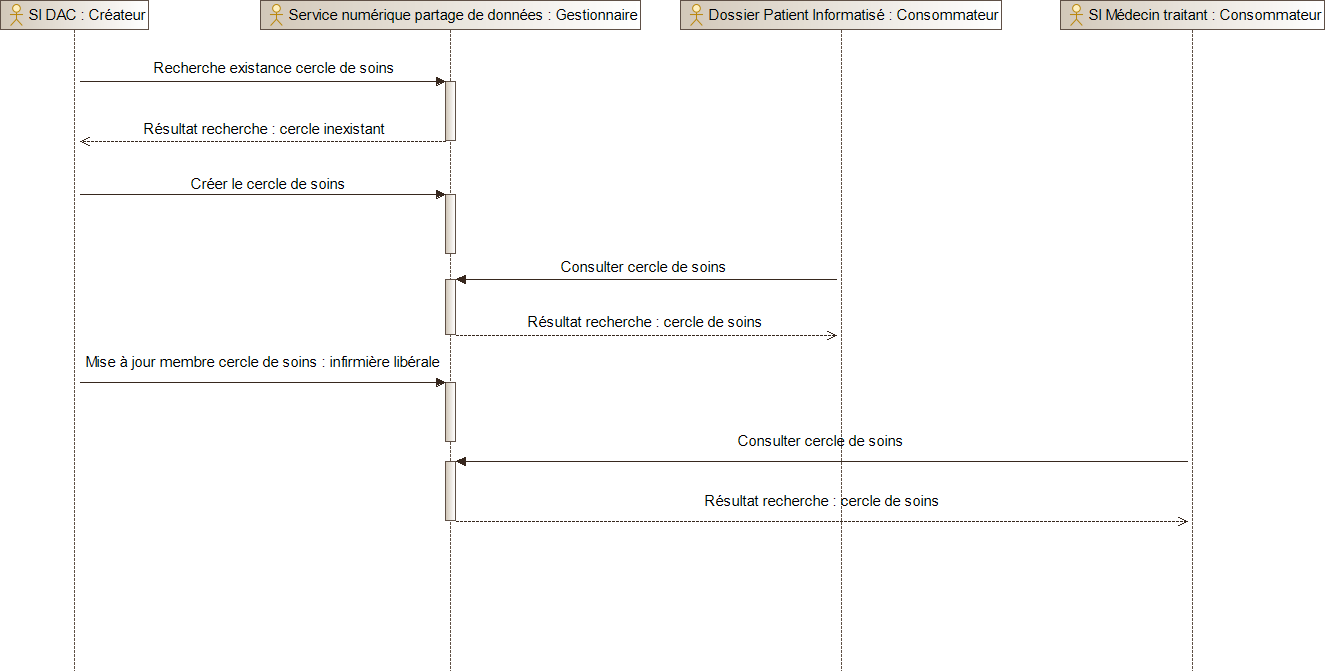 SI DAC : Créateur
Service numérique partage de données : Gestionnaire
Dossier Patient Informatisé : Consommateur
SI Médecin traitant : Consommateur
Recherche existance cercle de soins
Résultat recherche : cercle inexistant
Créer le cercle de soins
Consulter cercle de soins
Résultat recherche : cercle de soins
Mise à jour membre cercle de soins : infirmière libérale
Consulter cercle de soins
Résultat recherche : cercle de soins